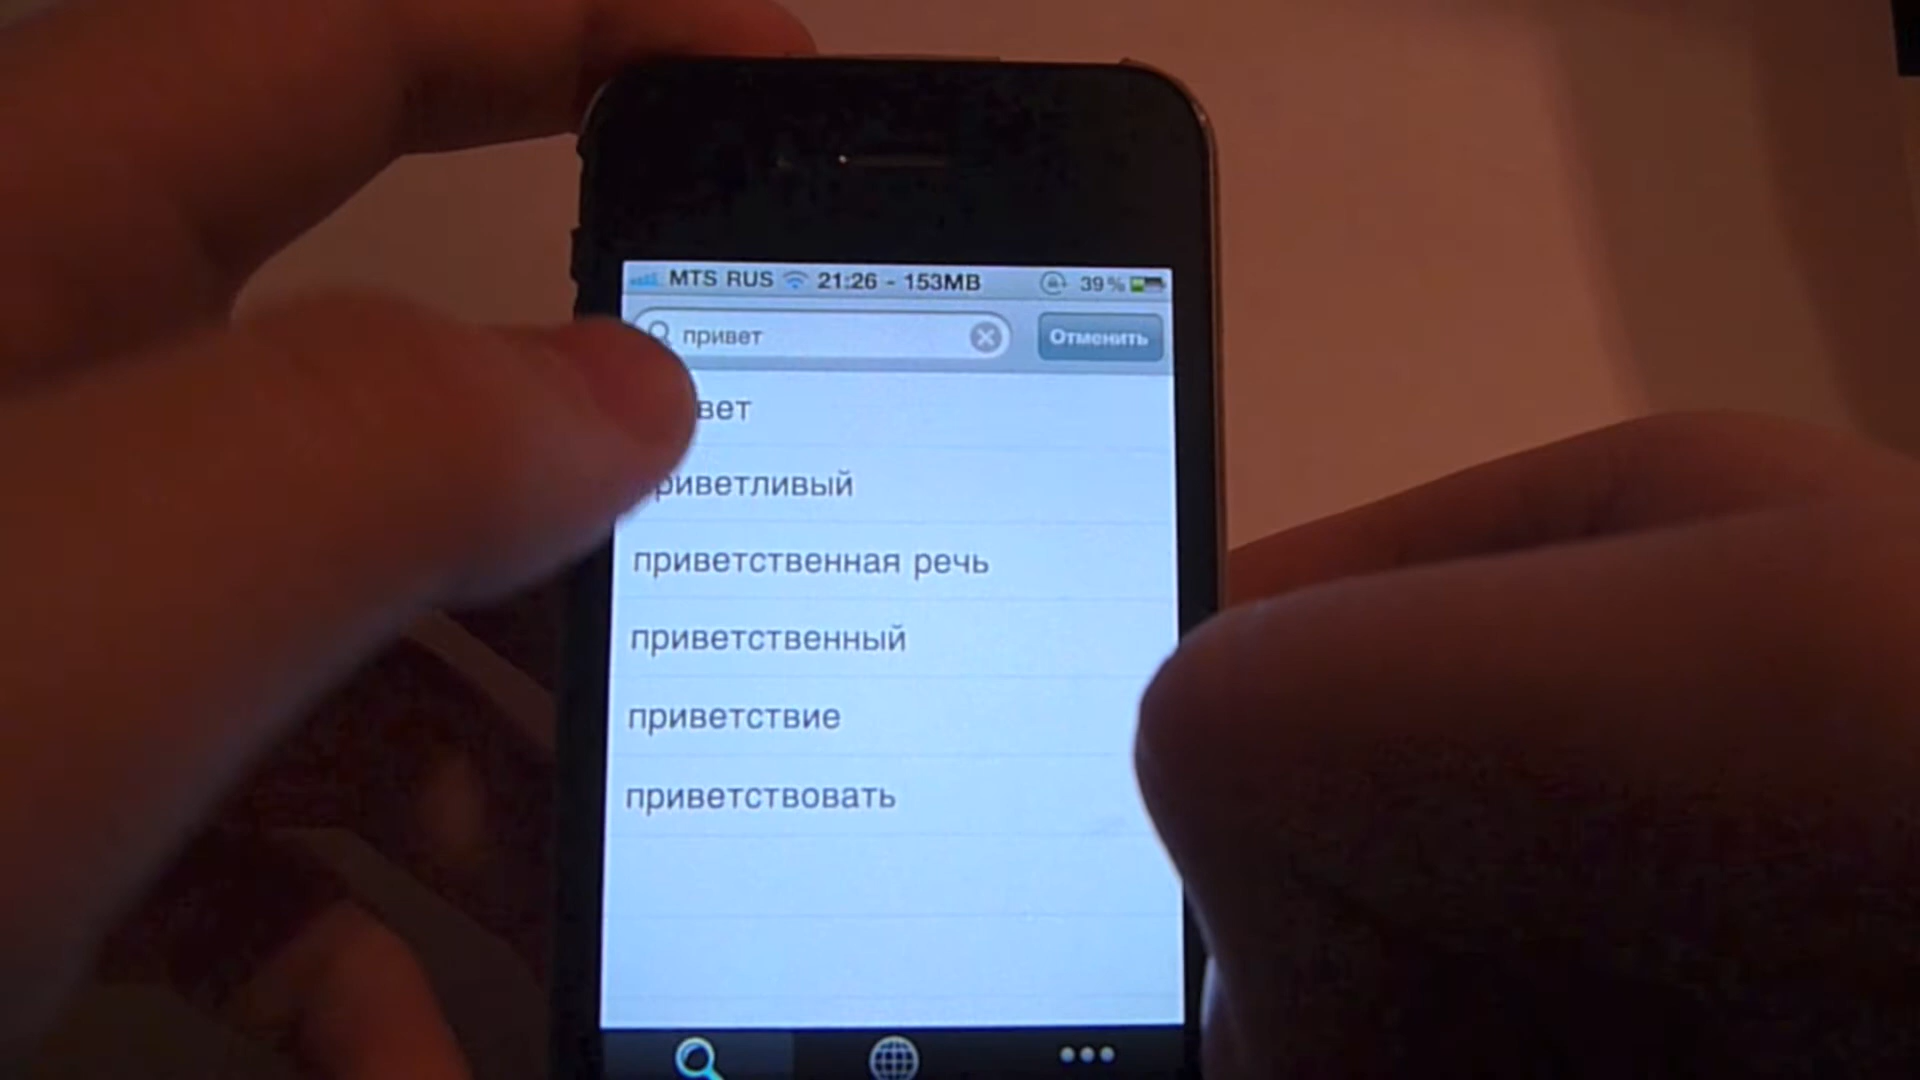 MTS RUS 21:26 - 153MB 39%
привет Отменить
вет
риветливый
приветственная речь
приветственный
приветствие
приветствовать